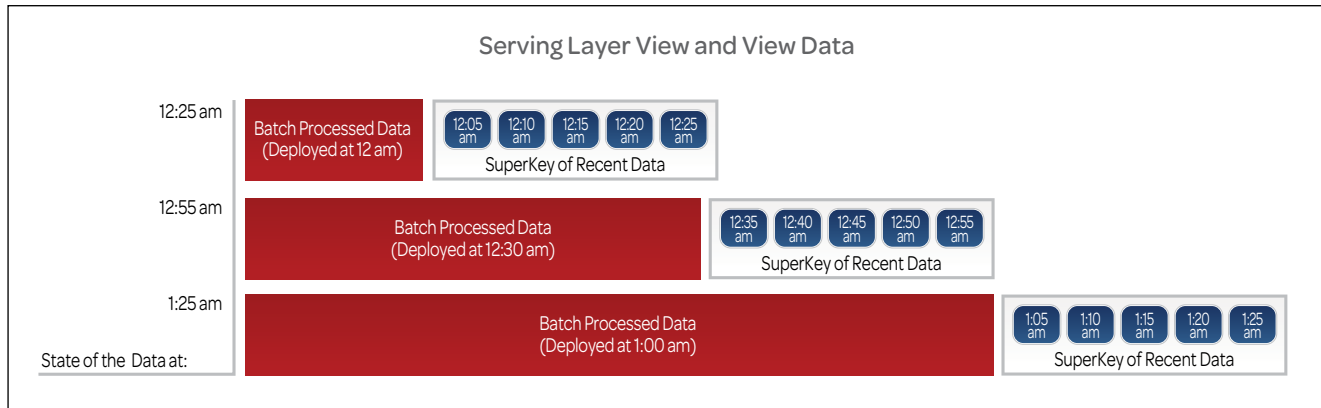 Serving Layer View and View Data
12:25 am
Batch Processed Data
(Deployed at 12 am)
12:05
am
12:10
am
12:15
am
12:20
am
12:25
am
SuperKey of Recent Data
12:55 am
Batch Processed Data
(Deployed at 12:30 am)
12:35
am
12:40
am
12:45
am
12:50
am
12:55
am
SuperKey of Recent Data
1:25 am
Batch Processed Data
(Deployed at 1:00 am)
1:05
am
1:10
am
1:15
am
1:20
am
1:25
am
SuperKey of Recent Data
State of the Data at: